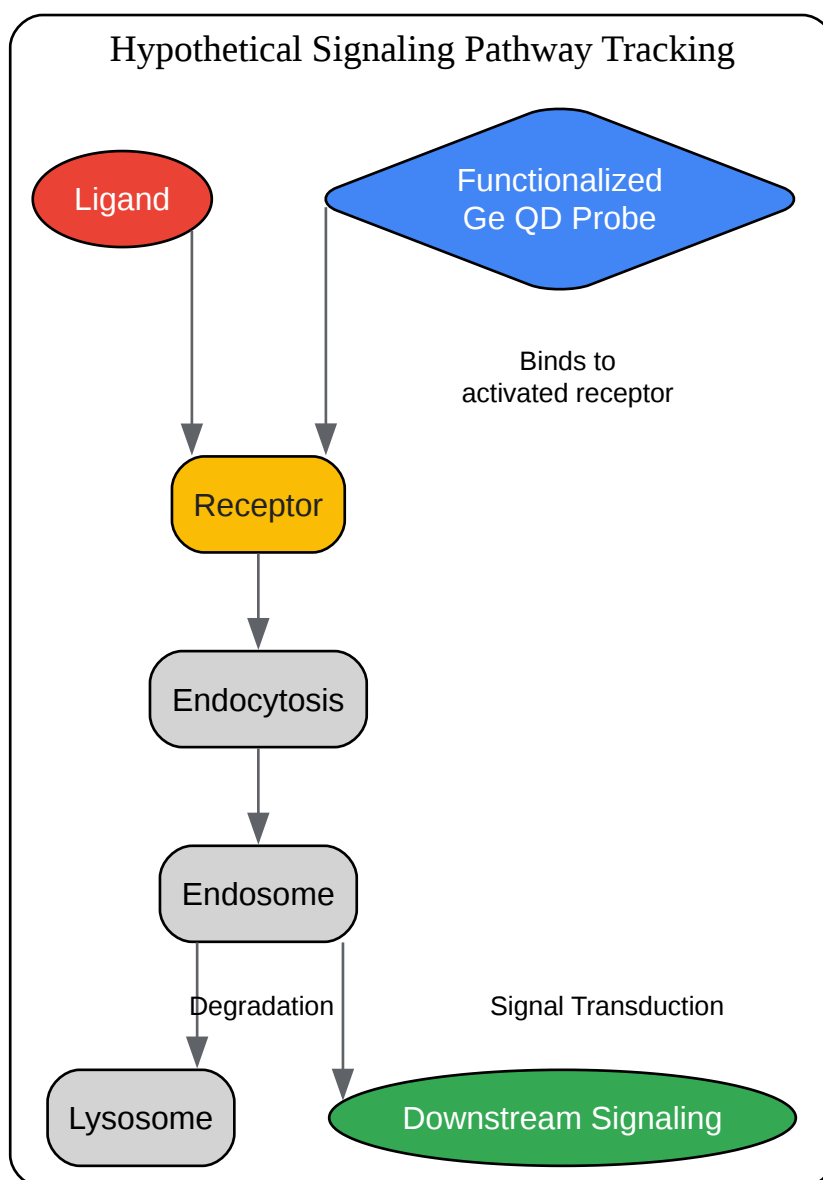 Hypothetical Signaling Pathway Tracking
Ligand
Functionalized
Ge QD Probe
Binds to
activated receptor
Receptor
Endocytosis
Endosome
Degradation
Signal Transduction
Lysosome
Downstream Signaling